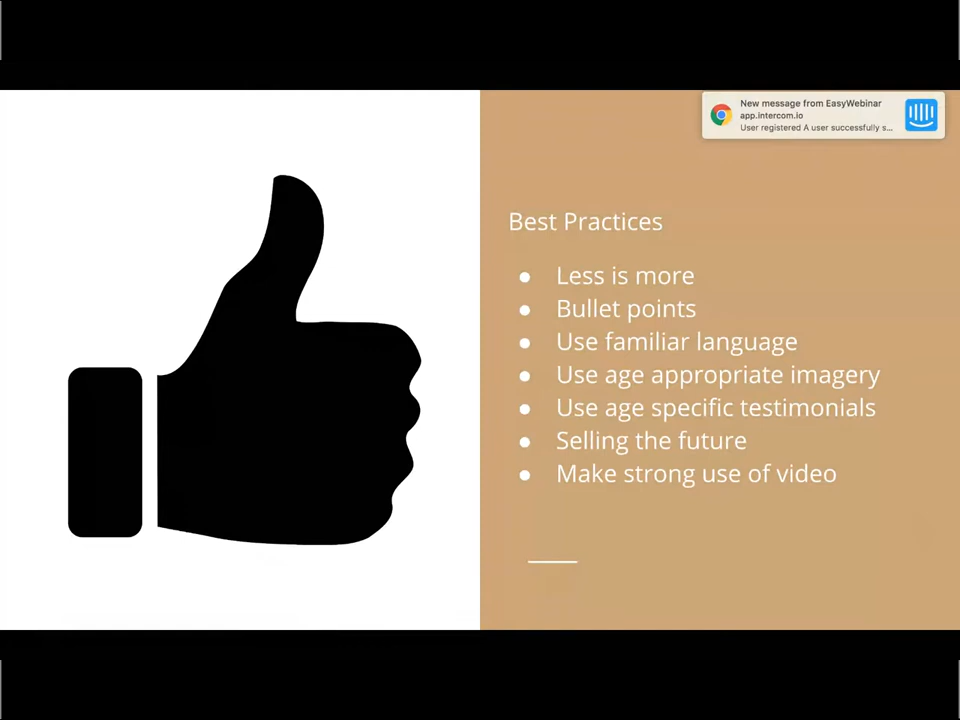 New message from EasyWebinar
app.intercom.io
User registered A user successfully s...
Best Practices
● Less is more
● Bullet points
● Use familiar language
● Use age appropriate imagery
● Use age specific testimonials
● Selling the future
● Make strong use of video